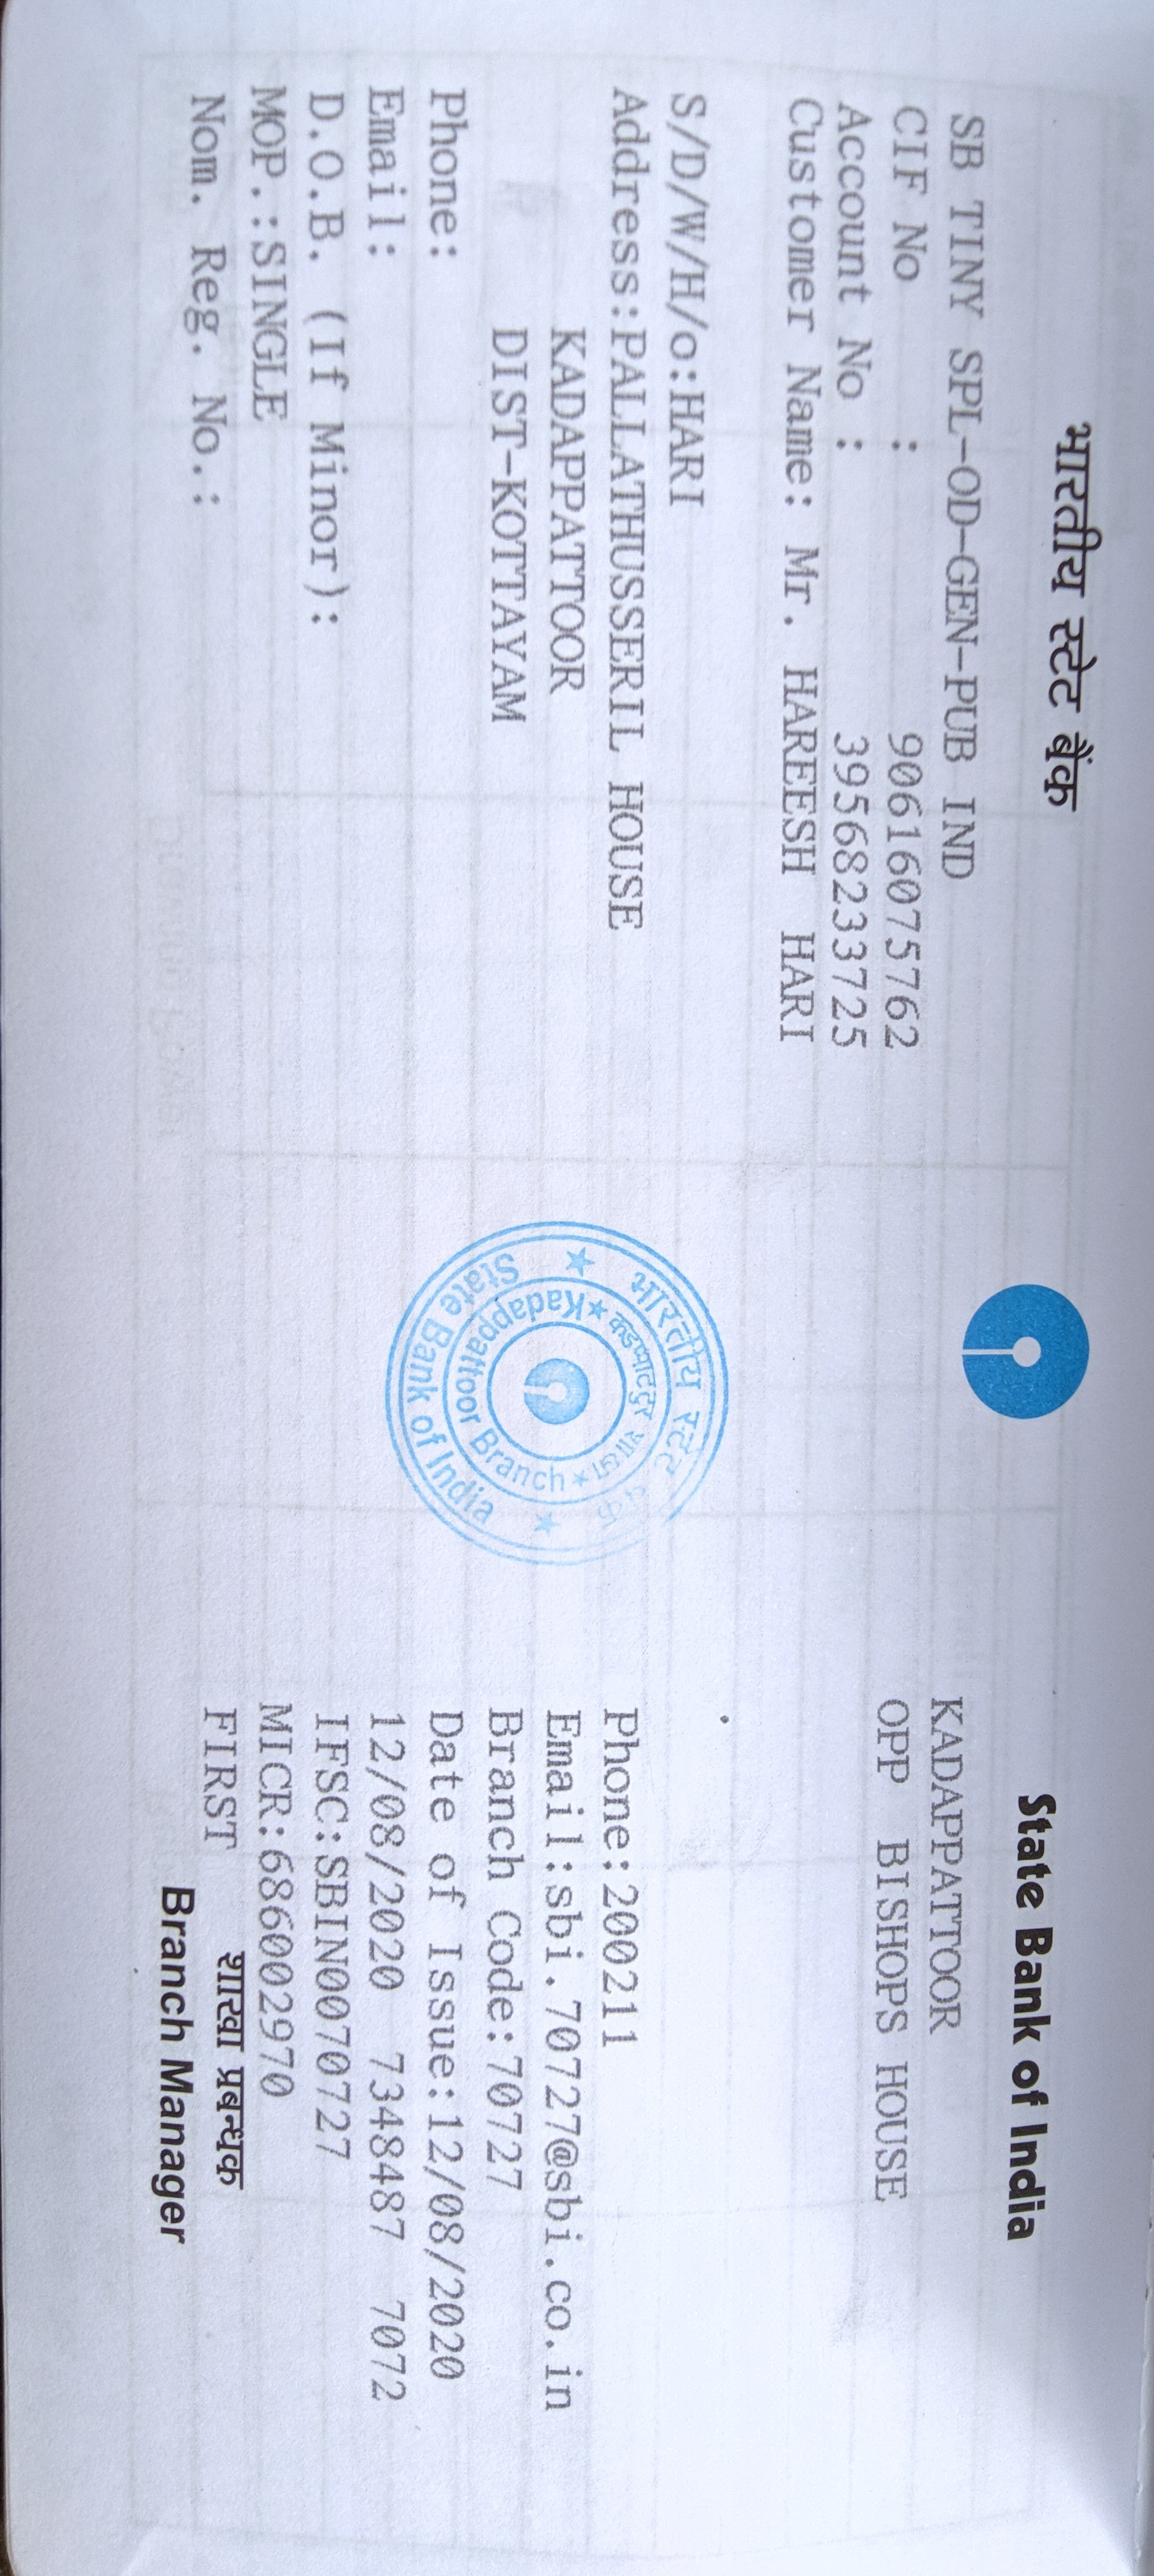 भारतीय स्टेट बैंक
State Bank of India
SB TINY SPL-OD-GEN-PUB IND
CIF No : 90616075762
Account No : 39568233725
Customer Name: Mr. HAREESH HARI
S/D/W/H/o:HARI
Address:PALLATHUSSERIL HOUSE
KADAPPATTOOR
DIST-KOTTAYAM
Phone:
Email:
D.O.B. (If Minor):
MOP.:SINGLE
Nom. Reg. No.:
KADAPPATTOOR
OPP BISHOPS HOUSE
Phone:200211
Email:sbi.70727@sbi.co.in
Branch Code:70727
Date of Issue:12/08/2020
12/08/2020 734487 7072
IFSC:SBIN0070727
MICR:686002970
FIRST
शाखा प्रबन्धक
Branch Manager
भारतीय स्टेट
State Bank of India
Kadappattoor Branch